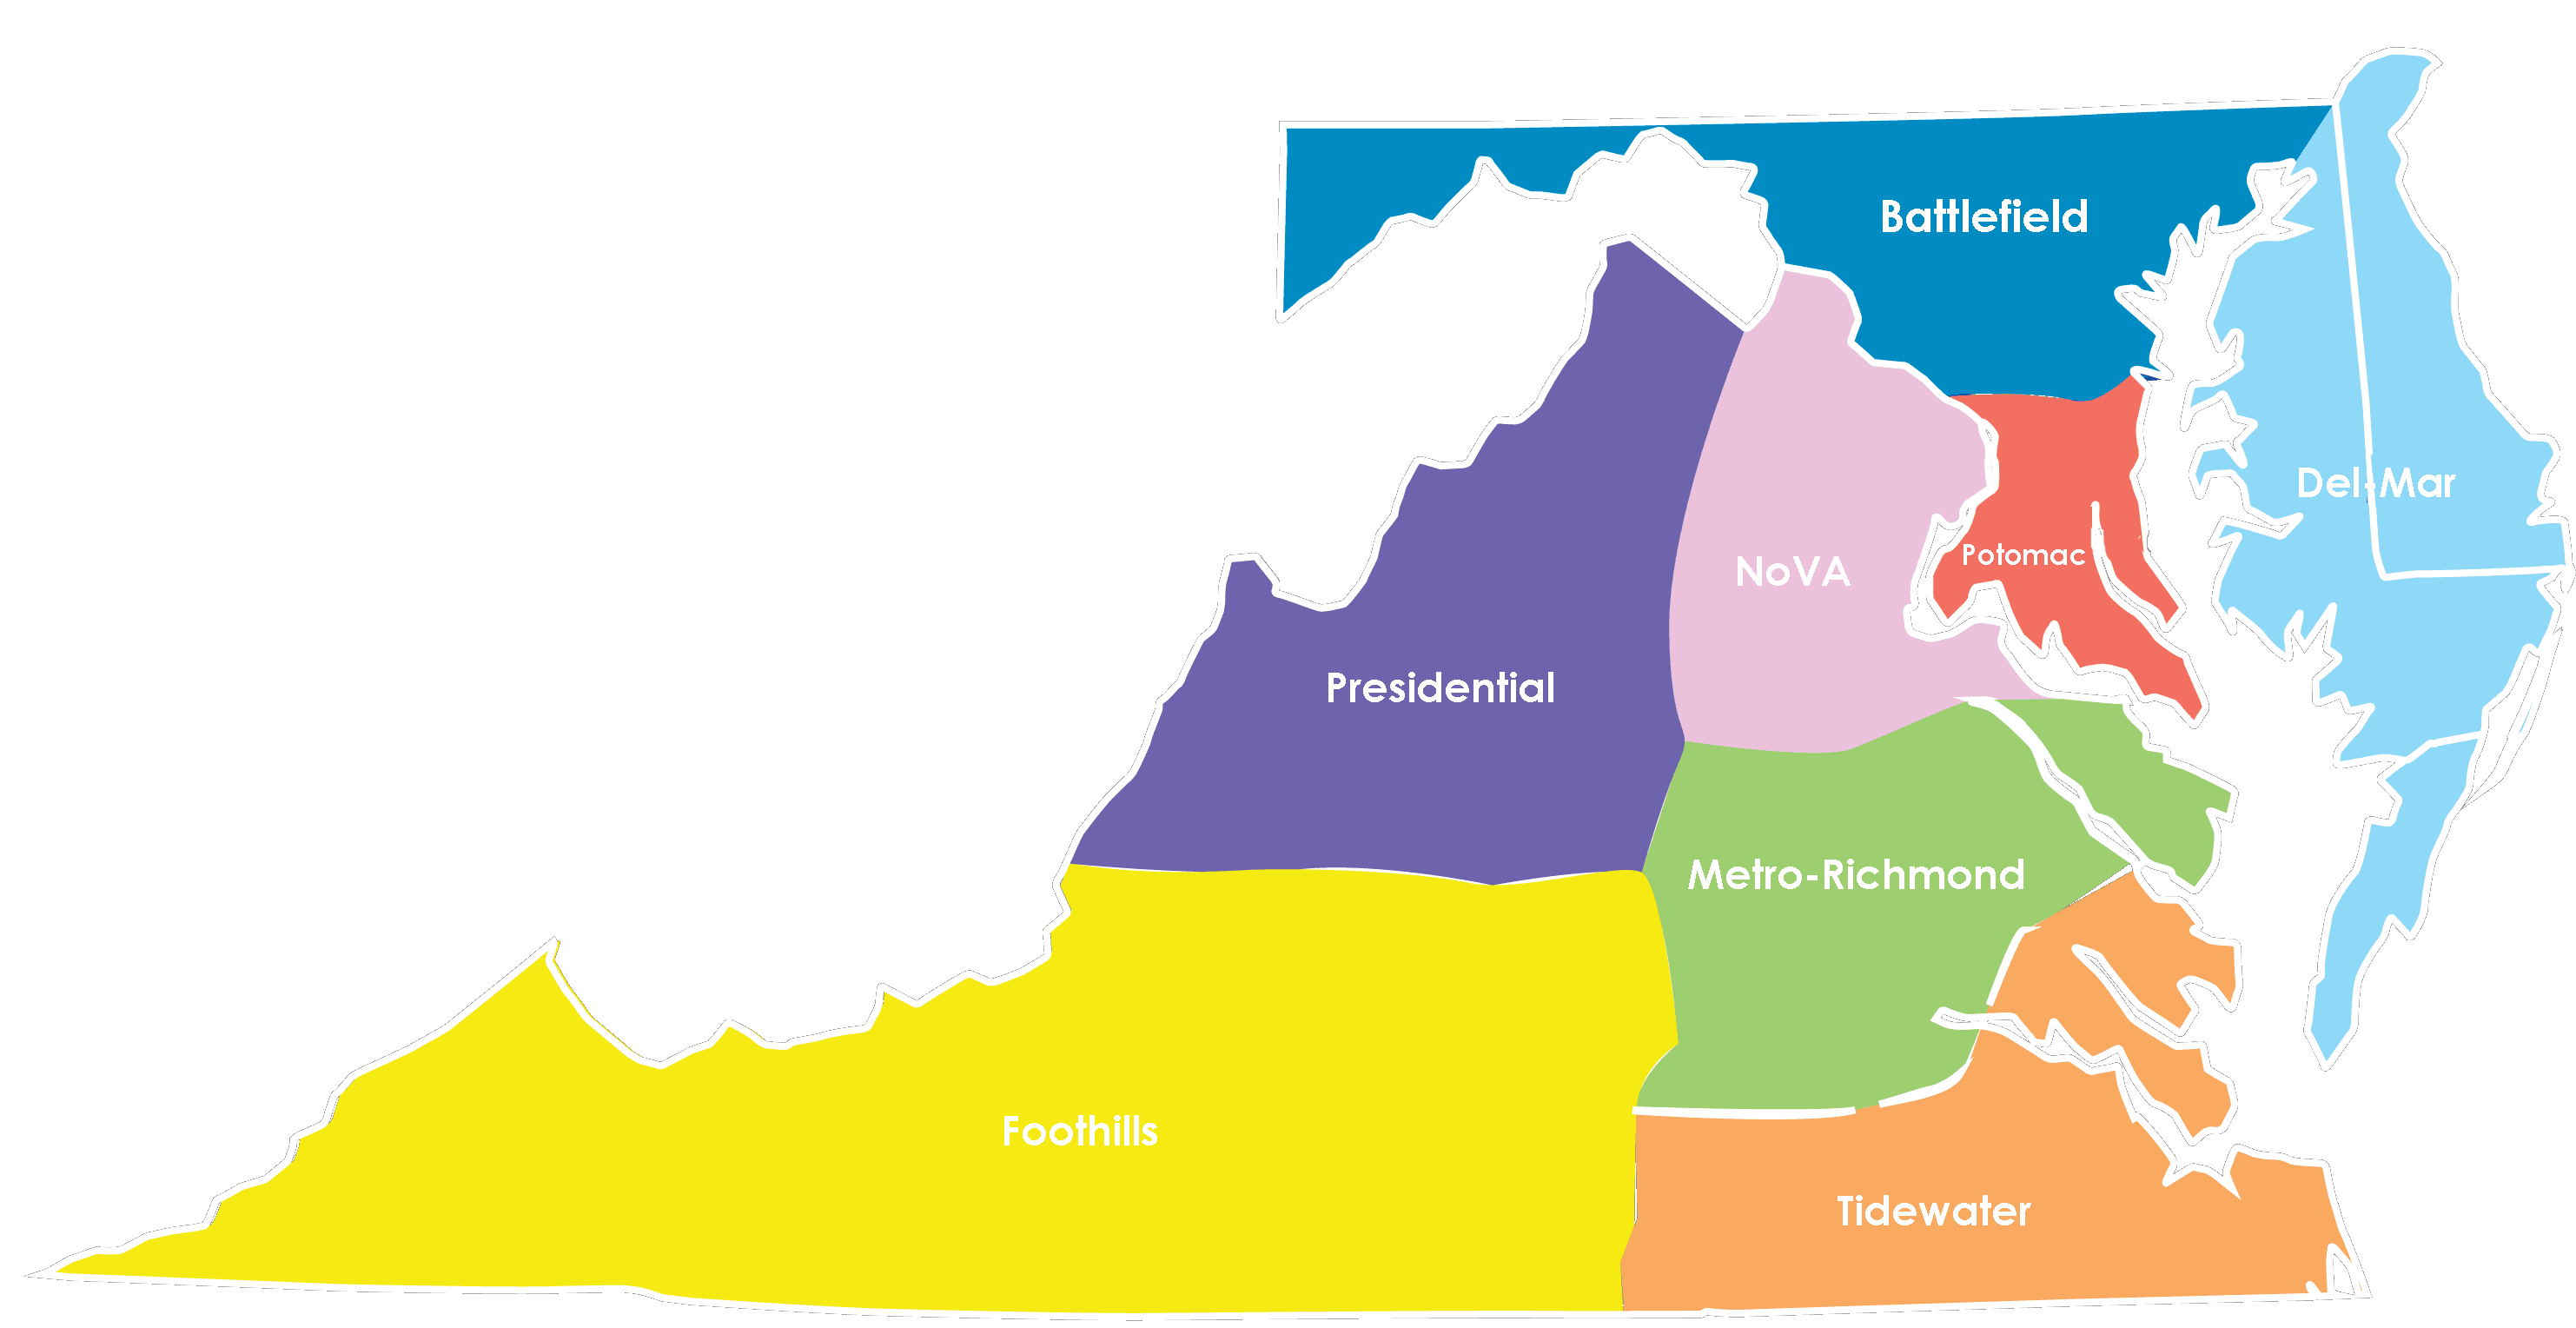 Battlefield
Del-Mar
Potomac
NoVA
Presidential
Metro-Richmond
Foothills
Tidewater